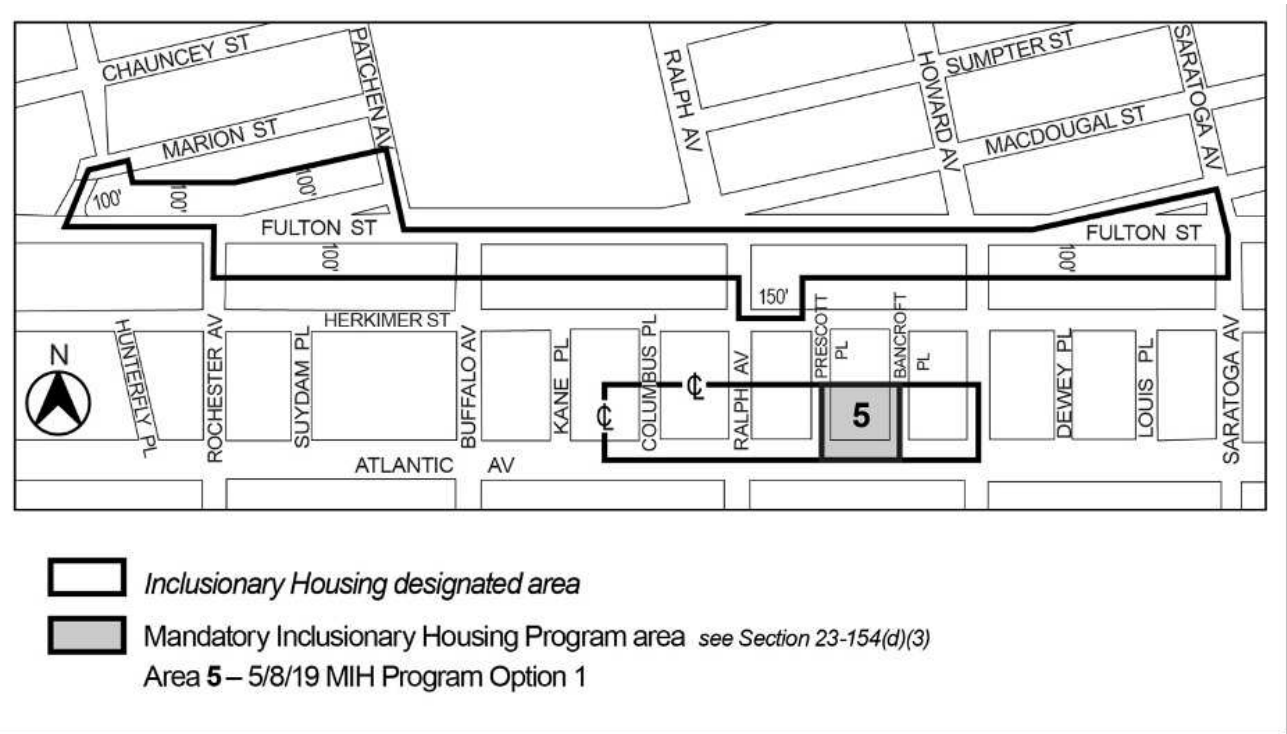 CHAUNCEY ST
PATCHEN AV
RALPH AV
HOWARD AV
SUMPTER ST
SARATOGA AV
MARION ST
MACDOUGAL ST
100'
100'
100'
FULTON ST
FULTON ST
100'
100'
150'
HERKIMER ST
PRESCOTT PL
BANCROFT PL
N
HUNTERFLY PL
ROCHESTER AV
SUYDAM PL
BUFFALO AV
KANE PL
COLUMBUS PL
RALPH AV
DEWEY PL
LOUIS PL
SARATOGA AV
℄
℄
5
ATLANTIC AV
Inclusionary Housing designated area
Mandatory Inclusionary Housing Program area see Section 23-154(d)(3)
Area 5 – 5/8/19 MIH Program Option 1